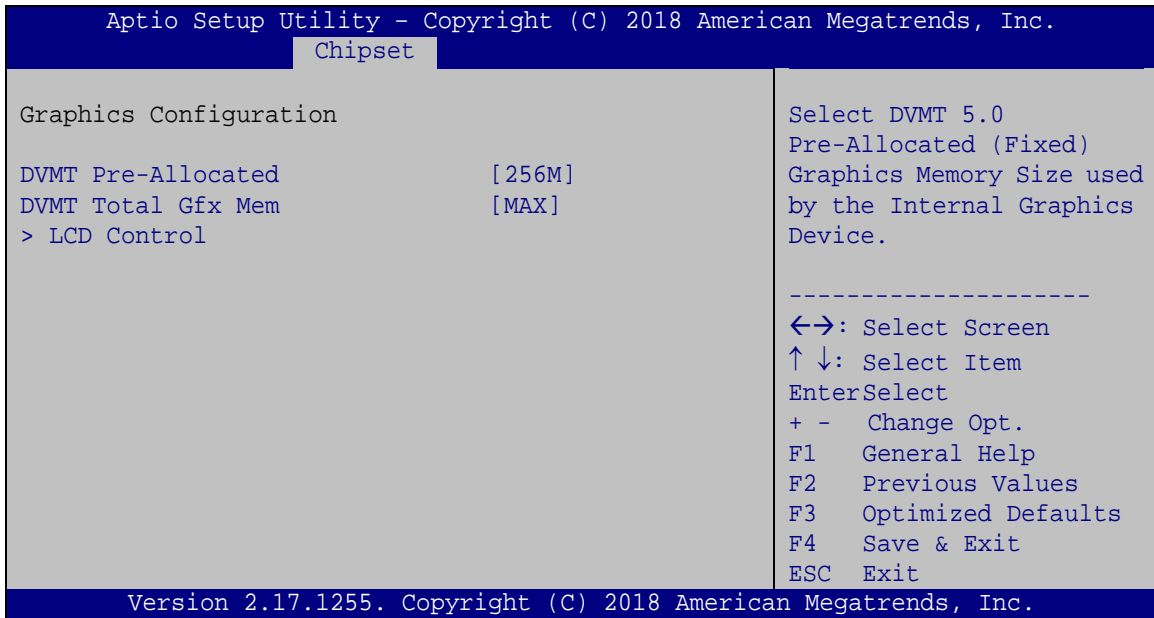 Aptio Setup Utility – Copyright (C) 2018 American Megatrends, Inc.
Chipset
Graphics Configuration
DVMT Pre-Allocated [256M]
DVMT Total Gfx Mem [MAX]
> LCD Control
Select DVMT 5.0
Pre-Allocated (Fixed)
Graphics Memory Size used
by the Internal Graphics
Device.
---------------------
←→: Select Screen
↑ ↓: Select Item
EnterSelect
+ - Change Opt.
F1 General Help
F2 Previous Values
F3 Optimized Defaults
F4 Save & Exit
ESC Exit
Version 2.17.1255. Copyright (C) 2018 American Megatrends, Inc.